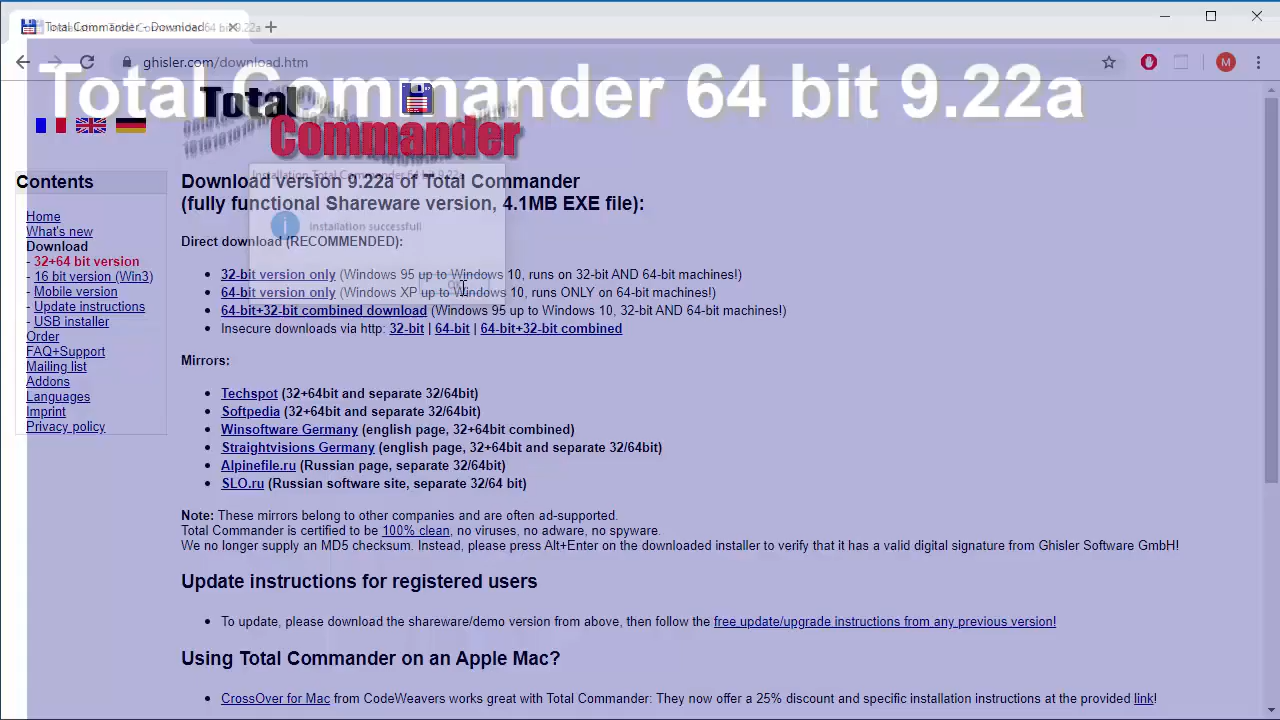 Total Commander - Download
Installation Total Commander 64 bit 9.22a
ghisler.com/download.htm
M
Total Commander 64 bit 9.22a
Total
Commander
Contents
Home
What's new
Download
- 32+64 bit version
- 16 bit version (Win3)
- Mobile version
- Update instructions
- USB installer
Order
FAQ+Support
Mailing list
Addons
Languages
Imprint
Privacy policy
Installation Total Commander 64 bit 9.22a
Installation successful!
OK
Download version 9.22a of Total Commander
(fully functional Shareware version, 4.1MB EXE file):
Direct download (RECOMMENDED):
• 32-bit version only (Windows 95 up to Windows 10, runs on 32-bit AND 64-bit machines!)
• 64-bit version only (Windows XP up to Windows 10, runs ONLY on 64-bit machines!)
• 64-bit+32-bit combined download (Windows 95 up to Windows 10, 32-bit AND 64-bit machines!)
• Insecure downloads via http: 32-bit | 64-bit | 64-bit+32-bit combined
Mirrors:
• Techspot (32+64bit and separate 32/64bit)
• Softpedia (32+64bit and separate 32/64bit)
• Winsoftware Germany (english page, 32+64bit combined)
• Straightvisions Germany (english page, 32+64bit and separate 32/64bit)
• Alpinefile.ru (Russian page, separate 32/64bit)
• SLO.ru (Russian software site, separate 32/64 bit)
Note: These mirrors belong to other companies and are often ad-supported.
Total Commander is certified to be 100% clean, no viruses, no adware, no spyware.
We no longer supply an MD5 checksum. Instead, please press Alt+Enter on the downloaded installer to verify that it has a valid digital signature from Ghisler Software GmbH!
Update instructions for registered users
• To update, please download the shareware/demo version from above, then follow the free update/upgrade instructions from any previous version!
Using Total Commander on an Apple Mac?
• CrossOver for Mac from CodeWeavers works great with Total Commander: They now offer a 25% discount and specific installation instructions at the provided link!